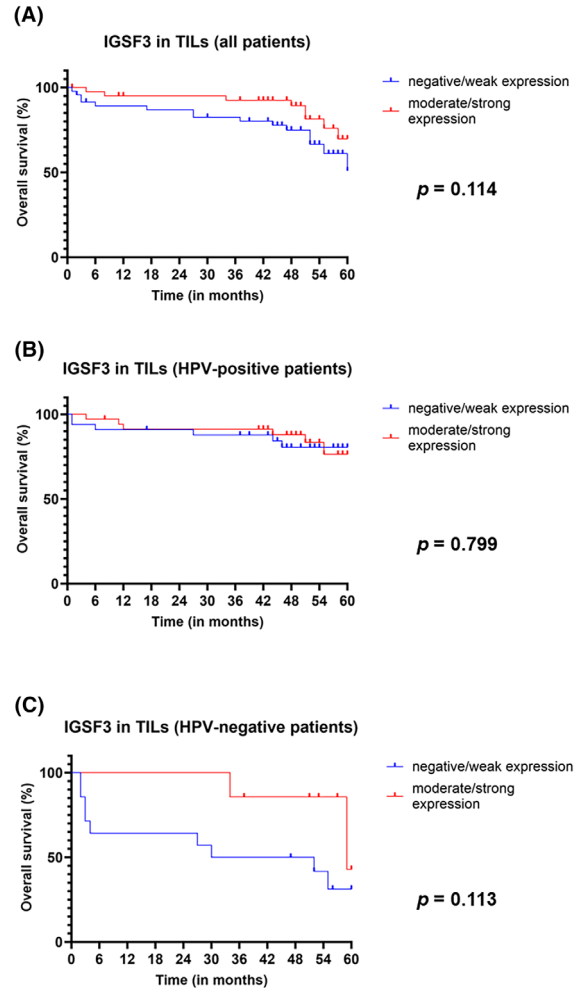 (A)
IGSF3 in TILs (all patients)
Overall survival (%)
100
50
0
0 6 12 18 24 30 36 42 48 54 60
Time (in months)
negative/weak expression
moderate/strong
expression
p = 0.114
(B)
IGSF3 in TILs (HPV-positive patients)
Overall survival (%)
100
50
0
0 6 12 18 24 30 36 42 48 54 60
Time (in months)
negative/weak expression
moderate/strong
expression
p = 0.799
(C)
IGSF3 in TILs (HPV-negative patients)
Overall survival (%)
100
50
0
0 6 12 18 24 30 36 42 48 54 60
Time (in months)
negative/weak expression
moderate/strong
expression
p = 0.113